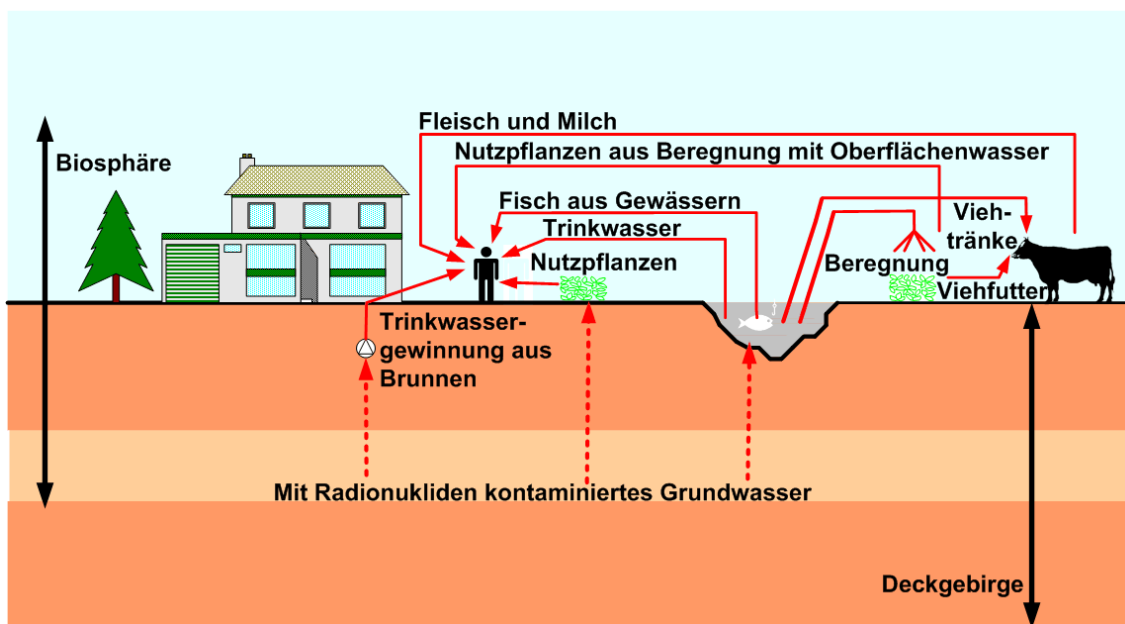 Fleisch und Milch
Biosphäre
Nutzpflanzen aus Beregnung mit Oberflächenwasser
Fisch aus Gewässern
Trinkwasser
Vieh-
tränke
Nutzpflanzen
Beregnung
Viehfutter
Trinkwasser-
gewinnung aus
Brunnen
Mit Radionukliden kontaminiertes Grundwasser
Deckgebirge